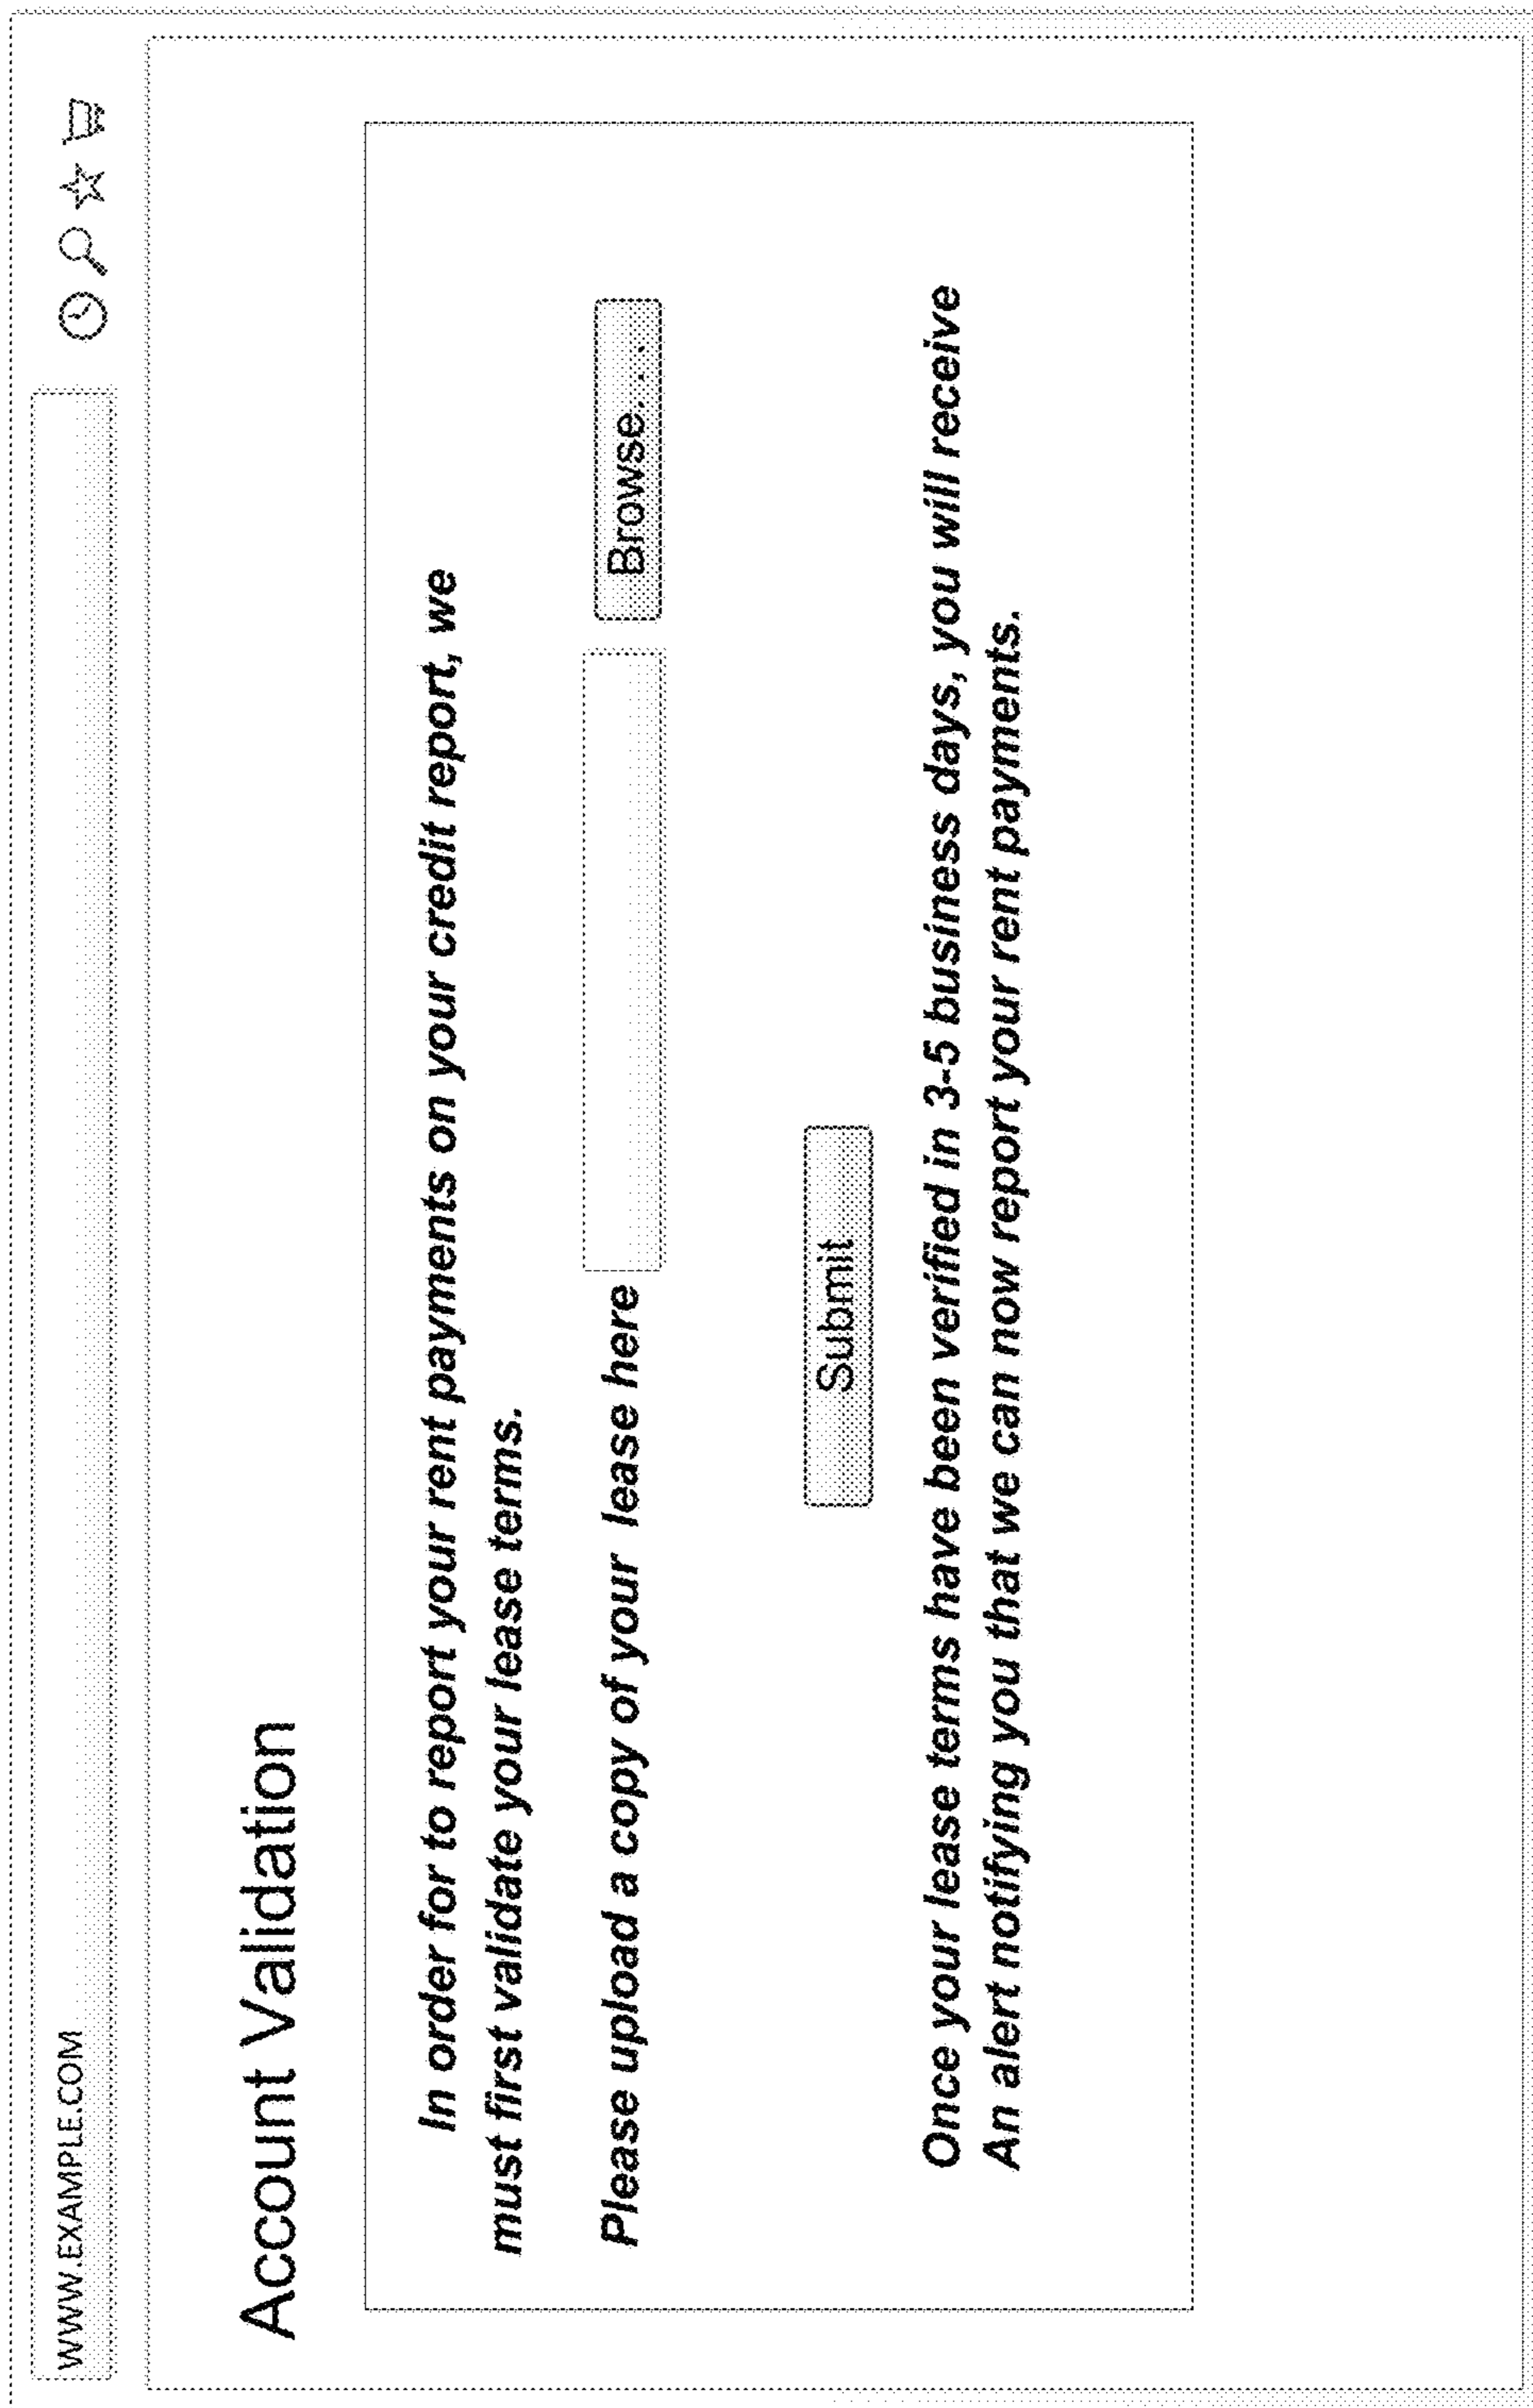 WWW.EXAMPLE.COM
Account Validation
In order for to report your rent payments on your credit report, we
must first validate your lease terms.
Please upload a copy of your lease here
Browse. . . .
Submit
Once your lease terms have been verified in 3-5 business days, you will receive
An alert notifying you that we can now report your rent payments.